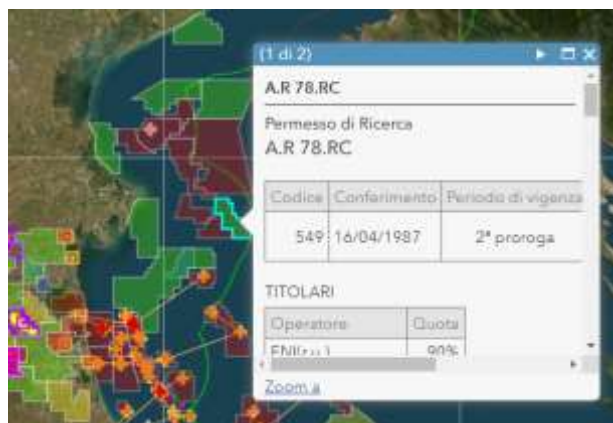 (1 di 2)
A.R 78.RC
Permesso di Ricerca
A.R 78.RC
Codice Conferimento Periodo di vigenza
549 16/04/1987 2ª proroga
TITOLARI
Operatore Quota
90%
Zoom a